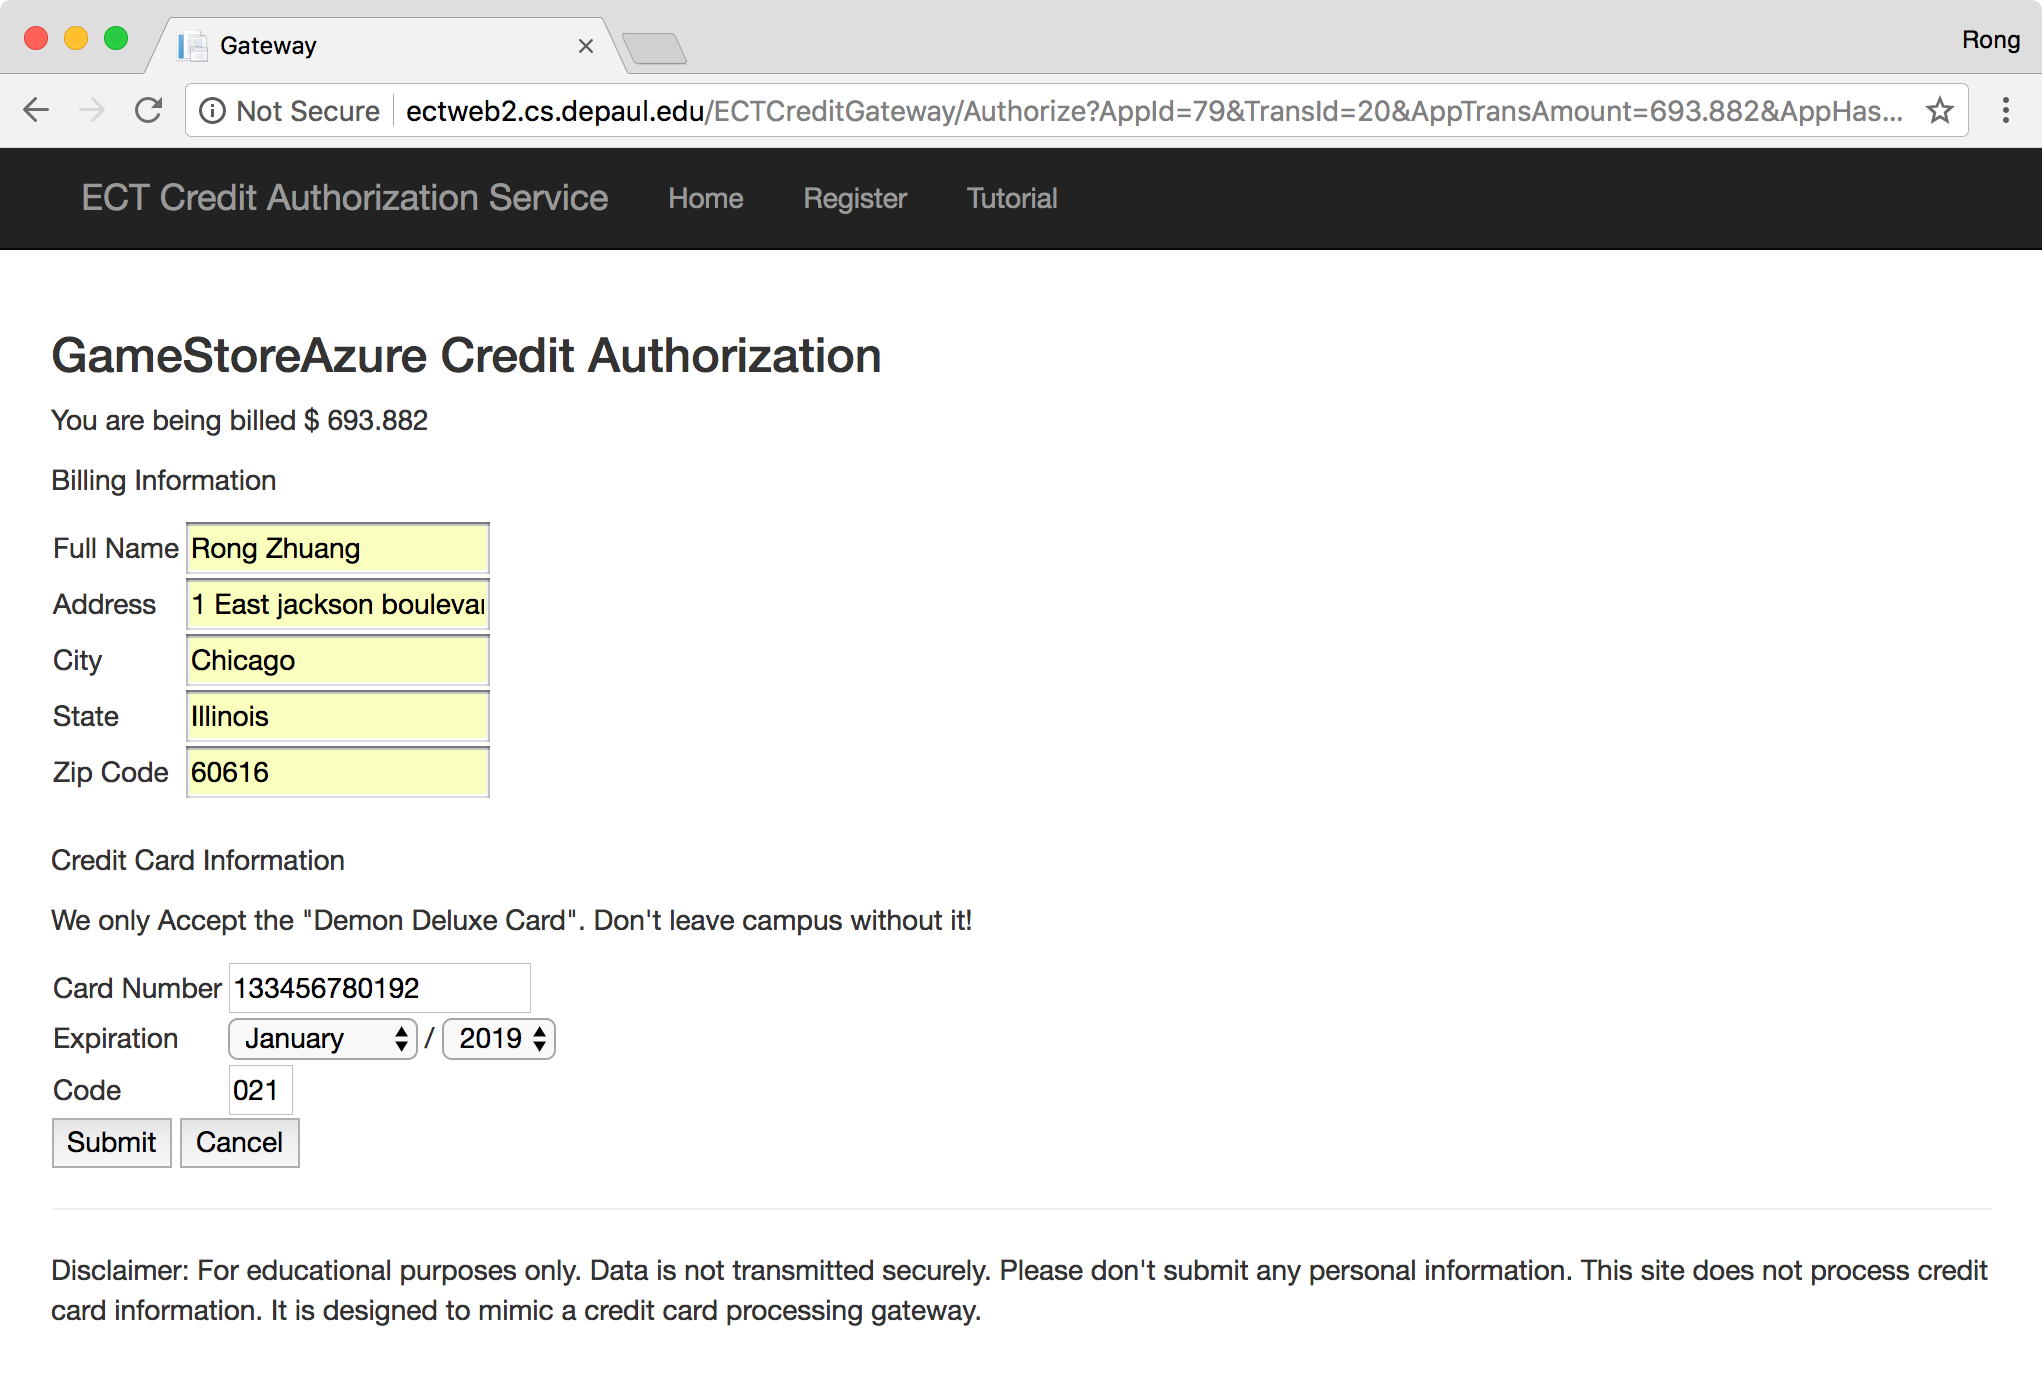 Gateway
Rong
Not Secure ectweb2.cs.depaul.edu/ECTCreditGateway/Authorize?AppId=79&TransId=20&AppTransAmount=693.882&AppHas...
ECT Credit Authorization Service Home Register Tutorial
GameStoreAzure Credit Authorization
You are being billed $ 693.882
Billing Information
Full Name Rong Zhuang
Address 1 East jackson bouleva
City Chicago
State Illinois
Zip Code 60616
Credit Card Information
We only Accept the "Demon Deluxe Card". Don't leave campus without it!
Card Number 133456780192
Expiration January / 2019
Code 021
Submit Cancel
Disclaimer: For educational purposes only. Data is not transmitted securely. Please don't submit any personal information. This site does not process credit
card information. It is designed to mimic a credit card processing gateway.